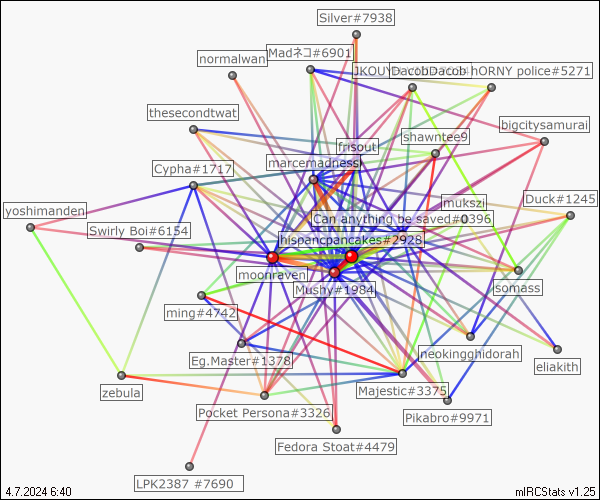 Silver#7938
normalwan
Madネコ#6901
JKOUY
DacobDacob
hORNY police#5271
thesecondtwat
bigcitysamurai
shawntee9
frisout
marcemadness
Cypha#1717
mukszi
Duck#1245
yoshimanden
Can anything be saved#0396
Swirly Boi#6154
hispancpancakes#2928
moonraven
Mushy#1984
somass
ming#4742
neokingghidorah
Eg.Master#1378
eliakith
zebula
Majestic#3375
Pocket Persona#3326
Pikabro#9971
Fedora Stoat#4479
LPK2387 #7690
4.7.2024 6:40
mIRCStats v1.25